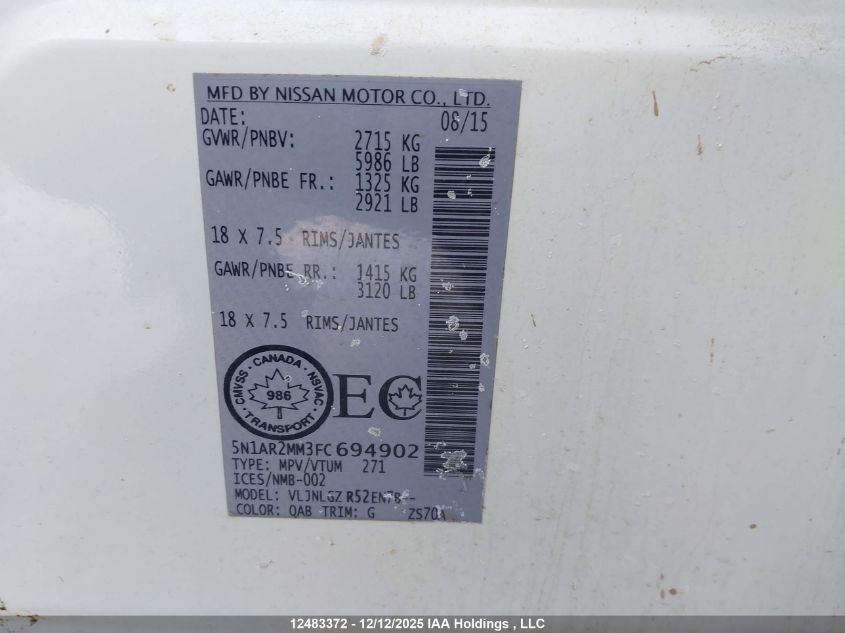 MFD BY NISSAN MOTOR CO., LTD.
DATE: 08/15
GVWR/PNBV: 2715 KG
5986 LB
GAWR/PNBE FR.: 1325 KG
2921 LB
18 X 7.5 RIMS/JANTES
GAWR/PNBE RR.: 1415 KG
3120 LB
18 X 7.5 RIMS/JANTES
CANADA
CMVSS NSVAC
986
TRANSPORT
EC
5N1AR2MM3FC694902
TYPE: MPV/VTUM 271
ICES/NMB-002
MODEL: VLJNLGZ
COLOR: QAB TRIM: G
12483372 - 12/12/2025 IAA Holdings , LLC